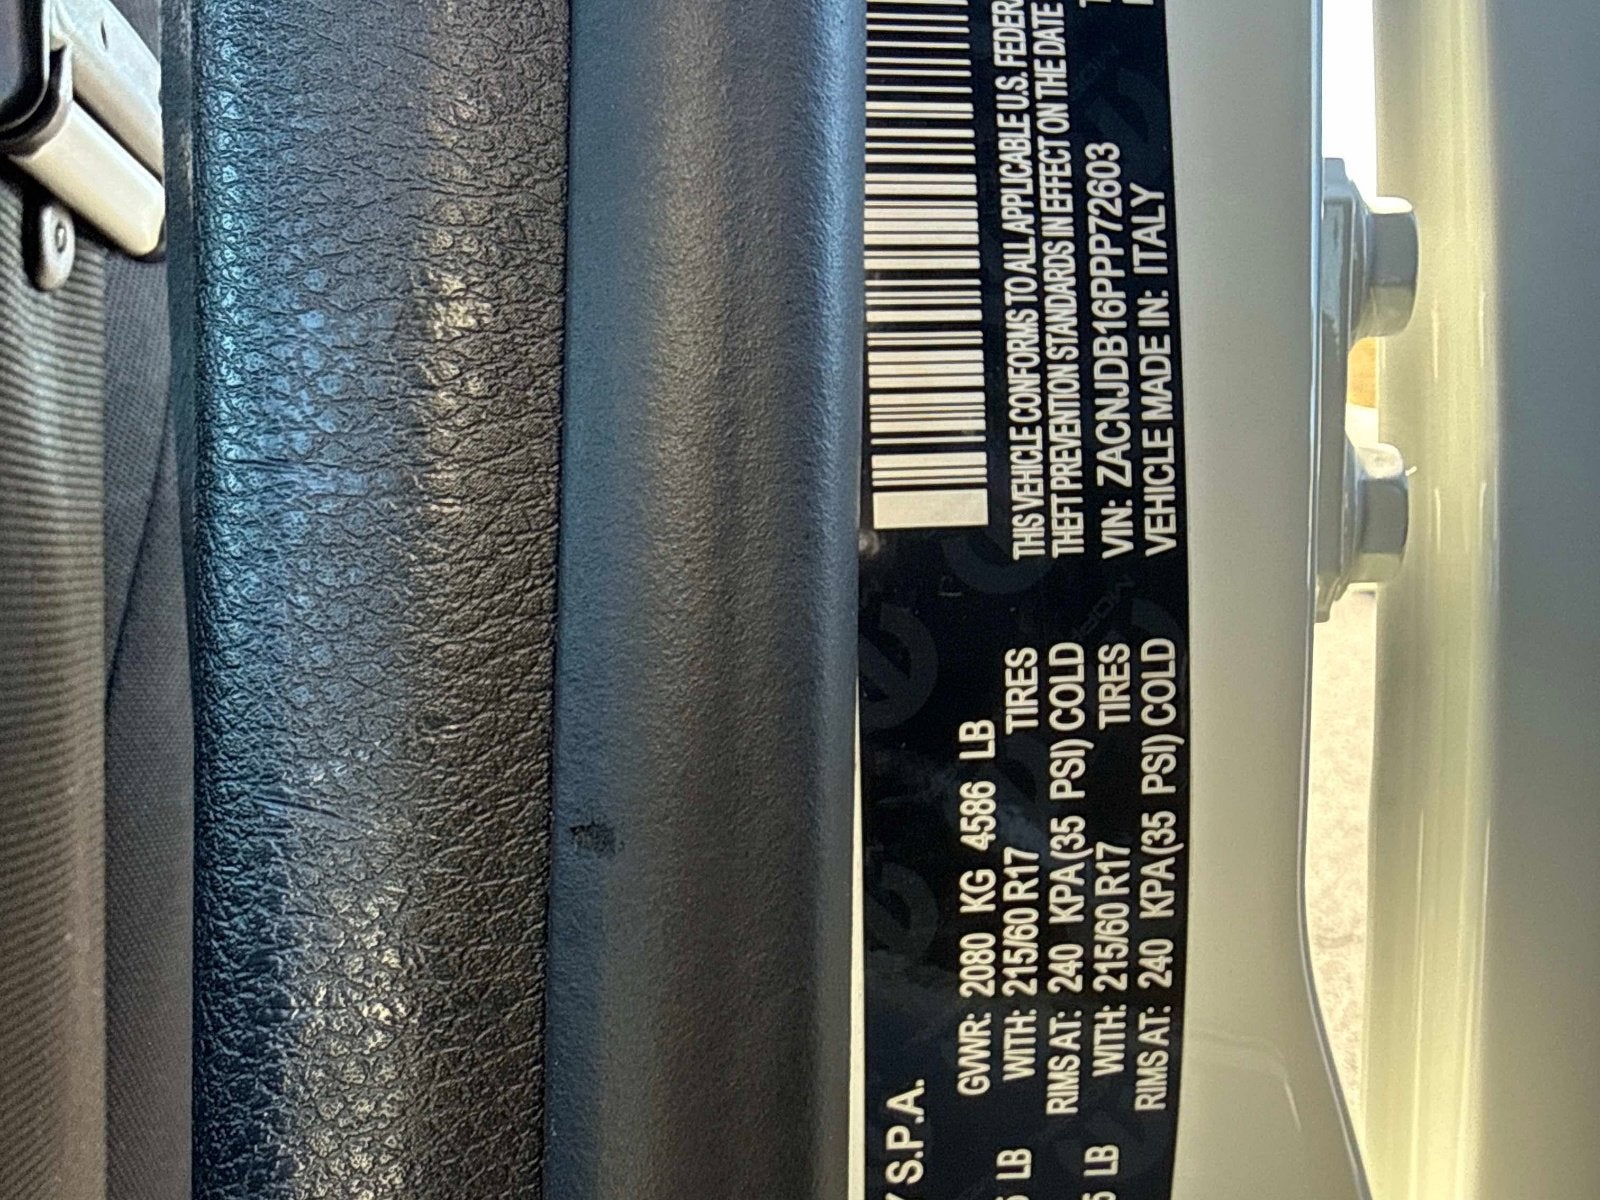 S.P.A.
GVWR: 2080 KG 4586 LB
LB WITH: 215/60 R17 TIRES
RIMS AT: 240 KPA (35 PSI) COLD
LB WITH: 215/60 R17 TIRES
RIMS AT: 240 KPA (35 PSI) COLD
THIS VEHICLE CONFORMS TO ALL APPLICABLE U.S.
THEFT PREVENTION STANDARDS IN EFFECT ON THE DATE
VIN: ZACNJDB16PPP72603
VEHICLE MADE IN: ITALY